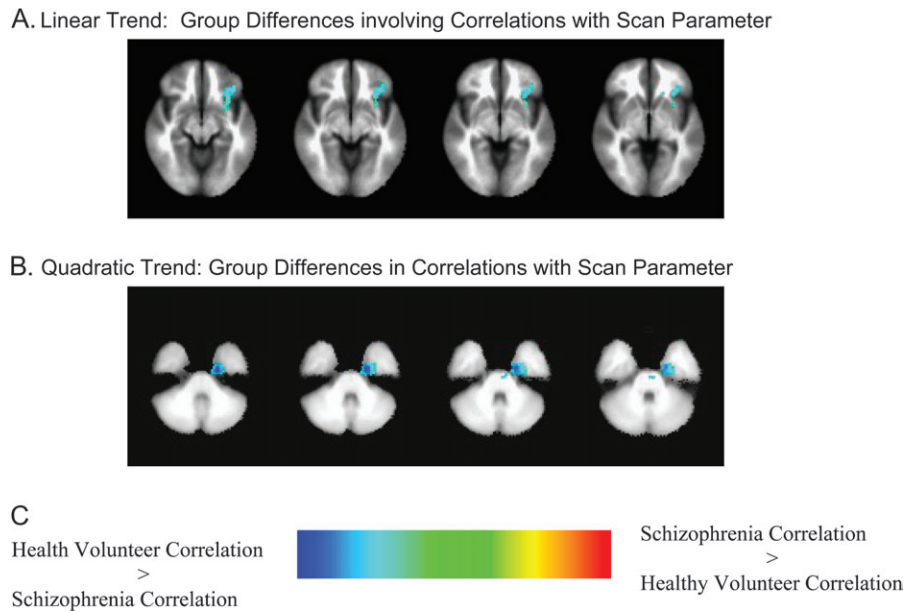 A. Linear Trend: Group Differences involving Correlations with Scan Parameter
B. Quadratic Trend: Group Differences in Correlations with Scan Parameter
C
Health Volunteer Correlation
>
Schizophrenia Correlation
Schizophrenia Correlation
>
Healthy Volunteer Correlation